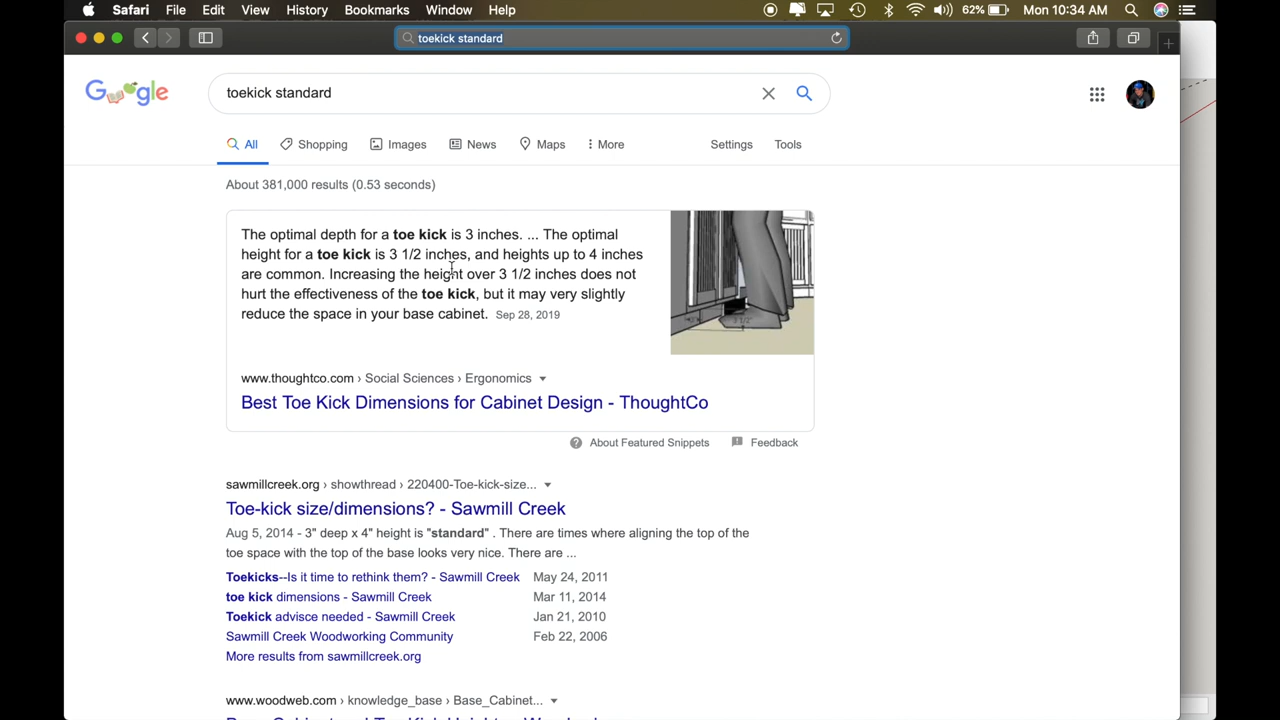 Safari File Edit View History Bookmarks Window Help 62% Mon 10:34 AM
toekick standard
Google toekick standard
All Shopping Images News Maps More Settings Tools
About 381,000 results (0.53 seconds)
The optimal depth for a toe kick is 3 inches. ... The optimal
height for a toe kick is 3 1/2 inches, and heights up to 4 inches
are common. Increasing the height over 3 1/2 inches does not
hurt the effectiveness of the toe kick, but it may very slightly
reduce the space in your base cabinet. Sep 28, 2019
www.thoughtco.com › Social Sciences › Ergonomics
Best Toe Kick Dimensions for Cabinet Design - ThoughtCo
About Featured Snippets Feedback
sawmillcreek.org › showthread › 220400-Toe-kick-size...
Toe-kick size/dimensions? - Sawmill Creek
Aug 5, 2014 - 3" deep x 4" height is "standard" . There are times where aligning the top of the
toe space with the top of the base looks very nice. There are ...
Toekicks--Is it time to rethink them? - Sawmill Creek May 24, 2011
toe kick dimensions - Sawmill Creek Mar 11, 2014
Toekick advisce needed - Sawmill Creek Jan 21, 2010
Sawmill Creek Woodworking Community Feb 22, 2006
More results from sawmillcreek.org
www.woodweb.com › knowledge_base › Base_Cabinet...